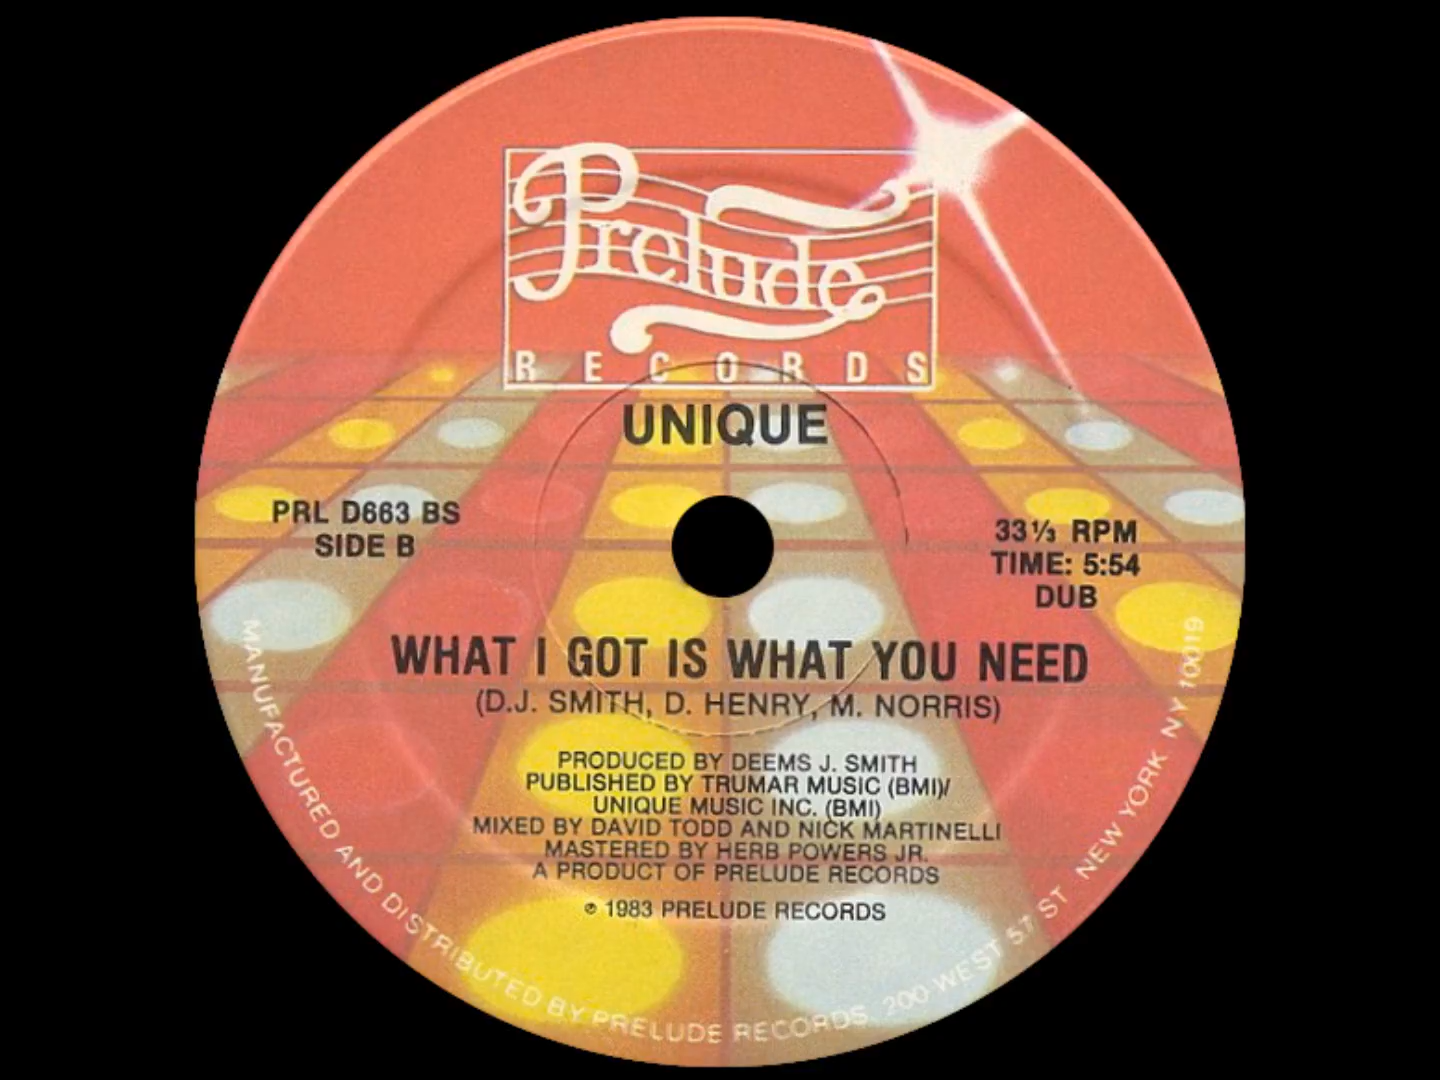 Prelude
RECORDS
UNIQUE
PRL D663 BS
SIDE B
33⅓ RPM
TIME: 5:54
DUB
WHAT I GOT IS WHAT YOU NEED
(D.J. SMITH, D. HENRY, M. NORRIS)
PRODUCED BY DEEMS J. SMITH
PUBLISHED BY TRUMAR MUSIC (BMI)/
UNIQUE MUSIC INC. (BMI)
MIXED BY DAVID TODD AND NICK MARTINELLI
MASTERED BY HERB POWERS JR.
A PRODUCT OF PRELUDE RECORDS
℗ 1983 PRELUDE RECORDS
MANUFACTURED AND DISTRIBUTED BY PRELUDE RECORDS, 200 WEST 57 ST NEW YORK NY 10019